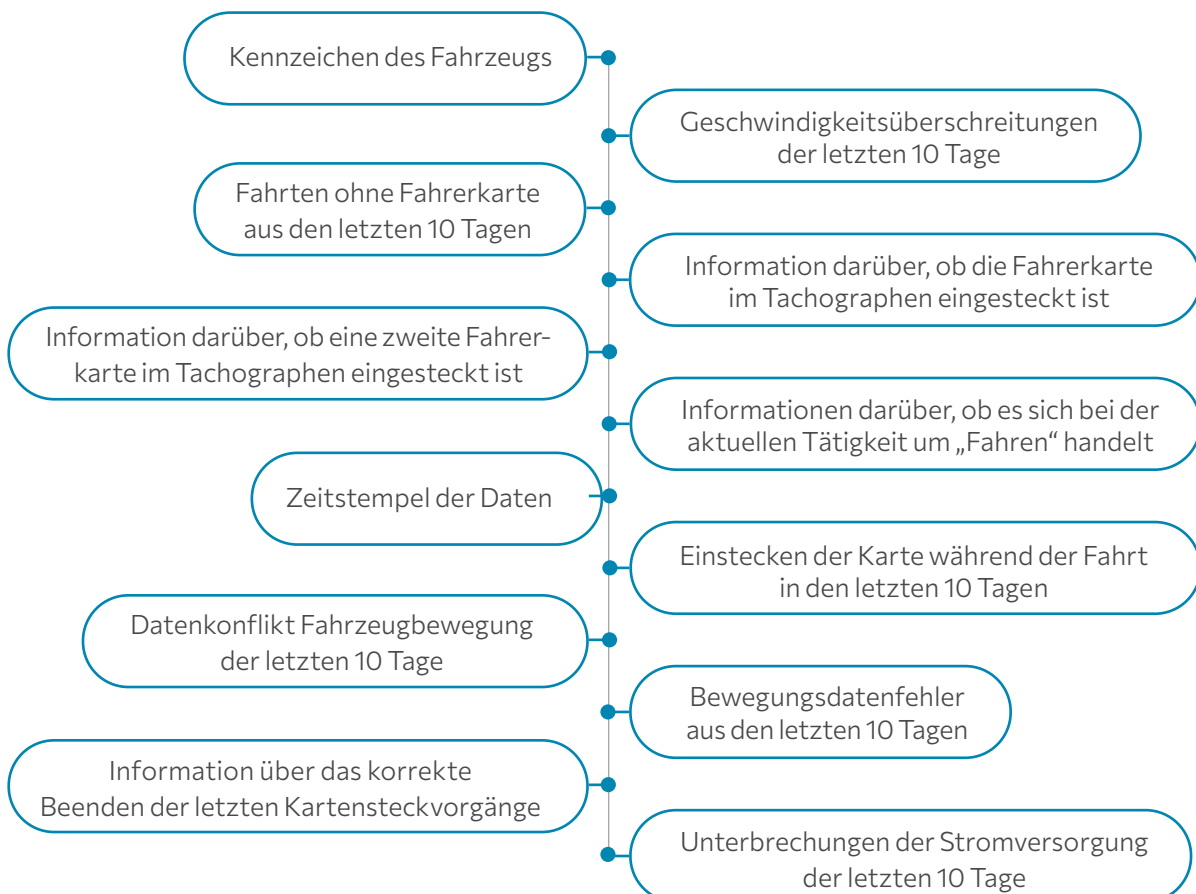 Kennzeichen des Fahrzeugs
Geschwindigkeitsüberschreitungen
der letzten 10 Tage
Fahrten ohne Fahrerkarte
aus den letzten 10 Tagen
Information darüber, ob die Fahrerkarte
im Tachographen eingesteckt ist
Information darüber, ob eine zweite Fahrer-
karte im Tachographen eingesteckt ist
Informationen darüber, ob es sich bei der
aktuellen Tätigkeit um „Fahren“ handelt
Zeitstempel der Daten
Einstecken der Karte während der Fahrt
in den letzten 10 Tagen
Datenkonflikt Fahrzeugbewegung
der letzten 10 Tage
Bewegungsdatenfehler
aus den letzten 10 Tagen
Information über das korrekte
Beenden der letzten Kartensteckvorgänge
Unterbrechungen der Stromversorgung
der letzten 10 Tage